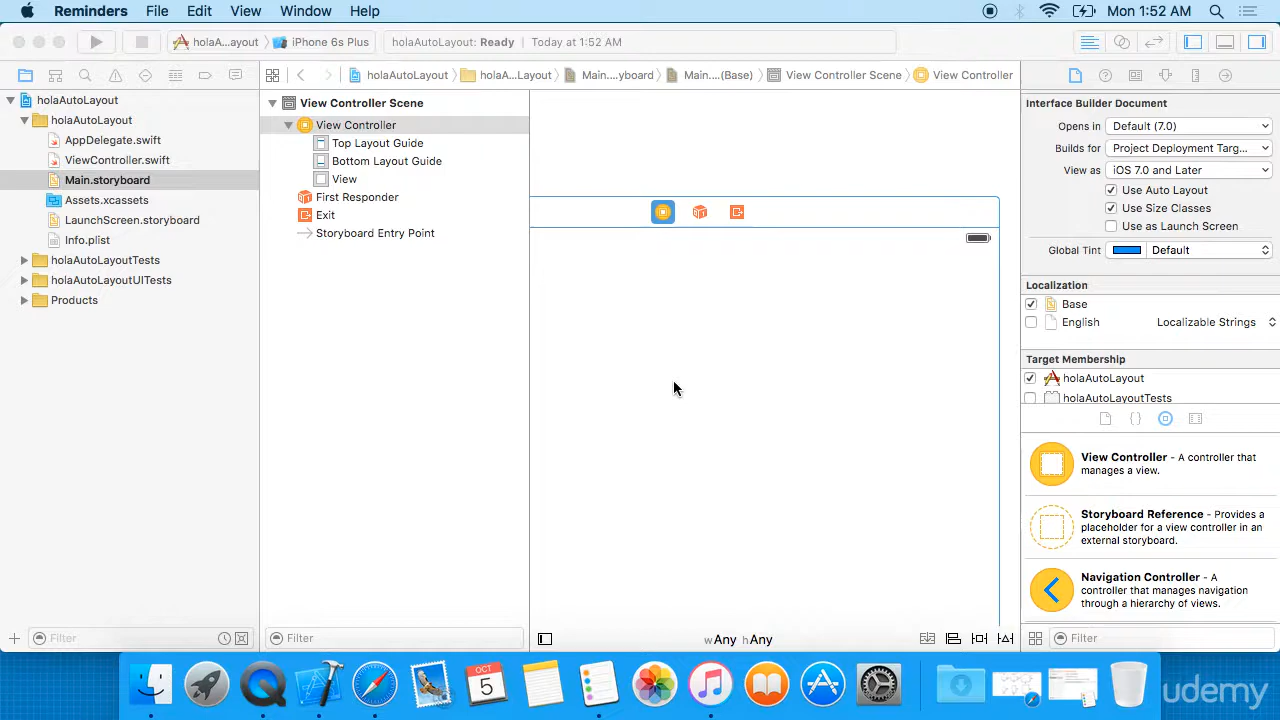 Reminders File Edit View Window Help Mon 1:52 AM
holaA...ayout iPhone 6s Plus holaAutoLayout: Ready Today at 1:52 AM
holaAutoLayout holaA...Layout Main....yboard Main....(Base) View Controller Scene View Controller
holaAutoLayout
holaAutoLayout
AppDelegate.swift
ViewController.swift
Main.storyboard
Assets.xcassets
LaunchScreen.storyboard
Info.plist
holaAutoLayoutTests
holaAutoLayoutUITests
Products
Filter
View Controller Scene
View Controller
Top Layout Guide
Bottom Layout Guide
View
First Responder
Exit
Storyboard Entry Point
Filter
wAny hAny
Interface Builder Document
Opens in Default (7.0)
Builds for Project Deployment Targ...
View as iOS 7.0 and Later
Use Auto Layout
Use Size Classes
Use as Launch Screen
Global Tint Default
Localization
Base
English Localizable Strings
Target Membership
holaAutoLayout
holaAutoLayoutTests
View Controller - A controller that
manages a view.
Storyboard Reference - Provides a
placeholder for a view controller in an
external storyboard.
Navigation Controller - A
controller that manages navigation
through a hierarchy of views.
Filter
OCT
5
udemy